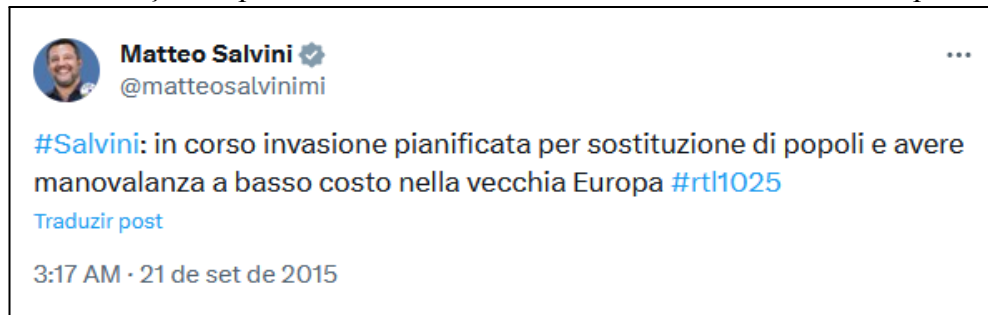 Matteo Salvini
@matteosalvinimi
#Salvini: in corso invasione pianificata per sostituzione di popoli e avere
manovalanza a basso costo nella vecchia Europa #rtl1025
Traduzir post
3:17 AM · 21 de set de 2015